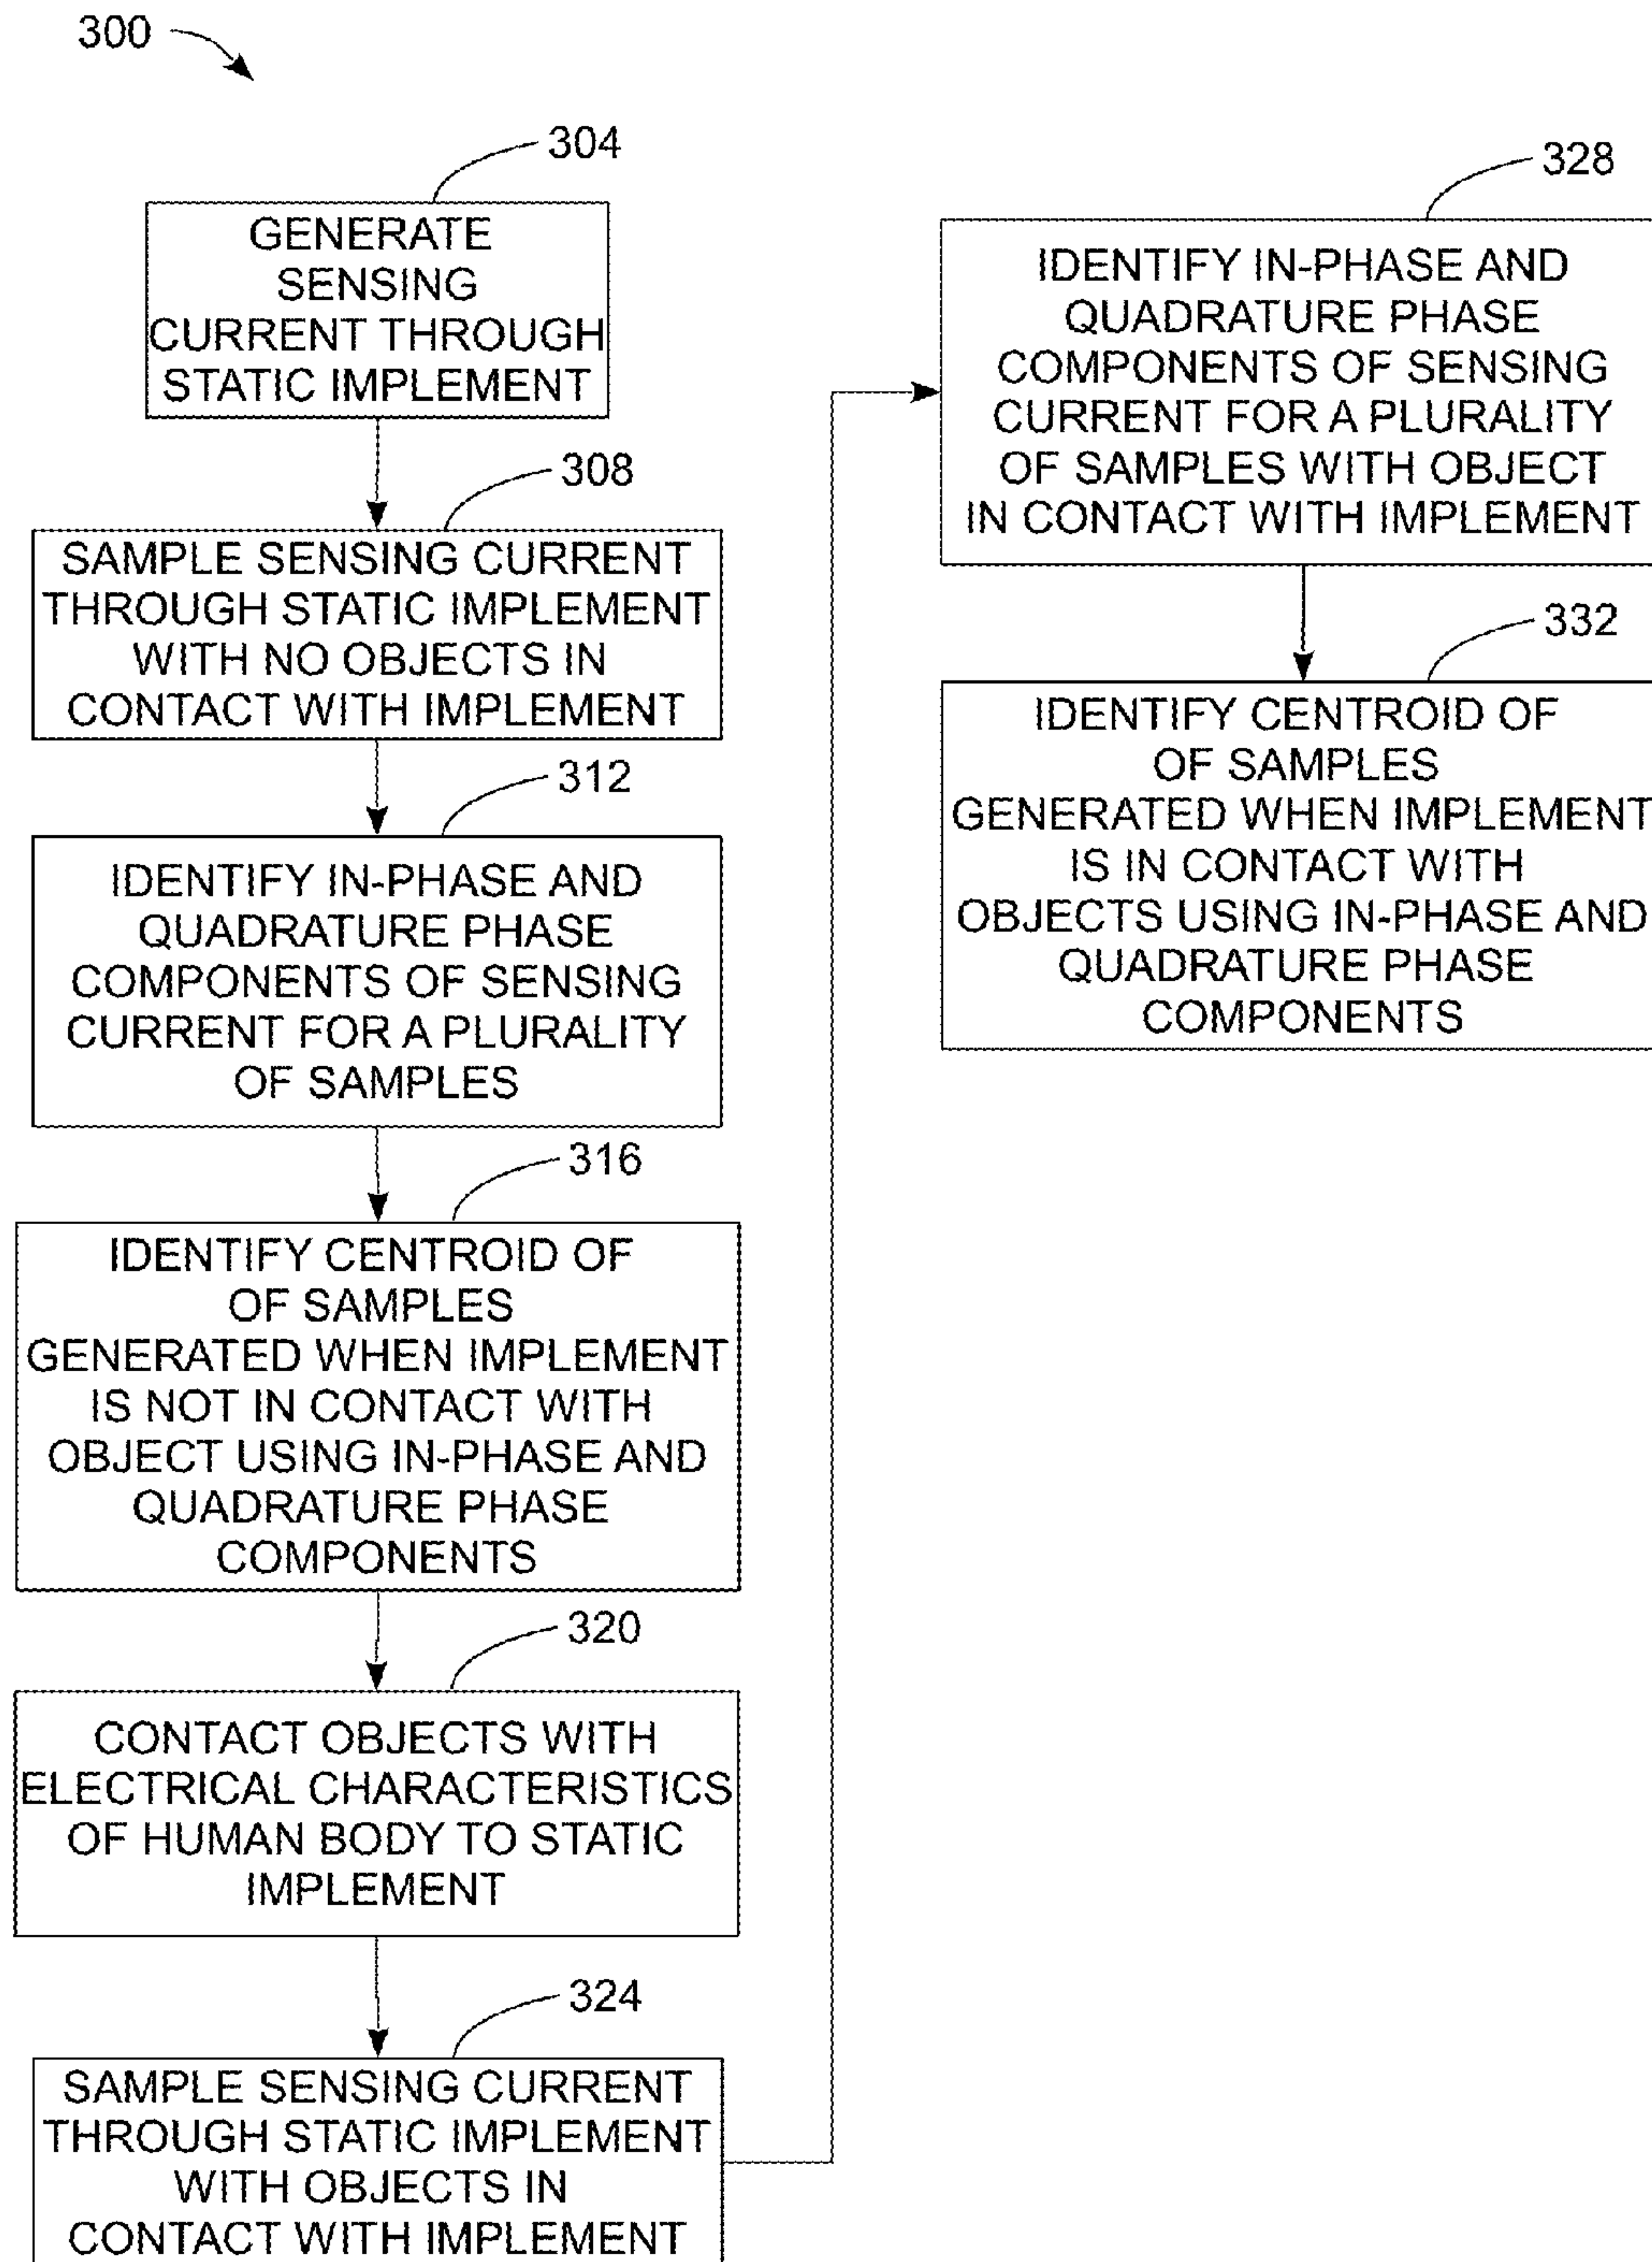 300
304
GENERATE
SENSING
CURRENT THROUGH
STATIC IMPLEMENT
308
SAMPLE SENSING CURRENT
THROUGH STATIC IMPLEMENT
WITH NO OBJECTS IN
CONTACT WITH IMPLEMENT
312
IDENTIFY IN-PHASE AND
QUADRATURE PHASE
COMPONENTS OF SENSING
CURRENT FOR A PLURALITY
OF SAMPLES
316
IDENTIFY CENTROID OF
OF SAMPLES
GENERATED WHEN IMPLEMENT
IS NOT IN CONTACT WITH
OBJECT USING IN-PHASE AND
QUADRATURE PHASE
COMPONENTS
320
CONTACT OBJECTS WITH
ELECTRICAL CHARACTERISTICS
OF HUMAN BODY TO STATIC
IMPLEMENT
324
SAMPLE SENSING CURRENT
THROUGH STATIC IMPLEMENT
WITH OBJECTS IN
CONTACT WITH IMPLEMENT
328
IDENTIFY IN-PHASE AND
QUADRATURE PHASE
COMPONENTS OF SENSING
CURRENT FOR A PLURALITY
OF SAMPLES WITH OBJECT
IN CONTACT WITH IMPLEMENT
332
IDENTIFY CENTROID OF
OF SAMPLES
GENERATED WHEN IMPLEMENT
IS IN CONTACT WITH
OBJECTS USING IN-PHASE AND
QUADRATURE PHASE
COMPONENTS